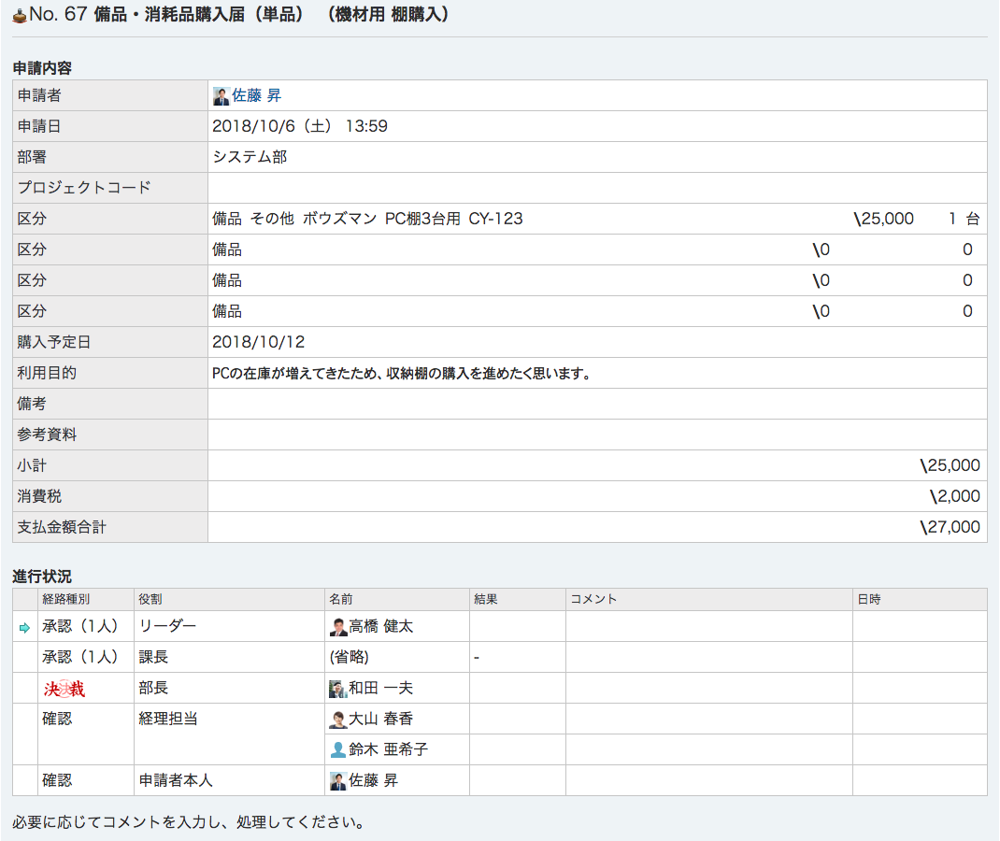 No. 67 備品・消耗品購入届（単品）　（機材用 棚購入）
申請内容
申請者 佐藤 昇
申請日 2018/10/6（土） 13:59
部署 システム部
プロジェクトコード
区分 備品 その他 ボウズマン PC棚3台用 CY-123 \25,000 1 台
区分 備品 \0 0
区分 備品 \0 0
区分 備品 \0 0
購入予定日 2018/10/12
利用目的 PCの在庫が増えてきたため、収納棚の購入を進めたく思います。
備考
参考資料
小計 \25,000
消費税 \2,000
支払金額合計 \27,000
進行状況
経路種別 役割 名前 結果 コメント 日時
承認（1人） リーダー 高橋 健太
承認（1人） 課長 (省略) -
決裁 部長 和田 一夫
確認 経理担当 大山 春香
鈴木 亜希子
確認 申請者本人 佐藤 昇
必要に応じてコメントを入力し、処理してください。